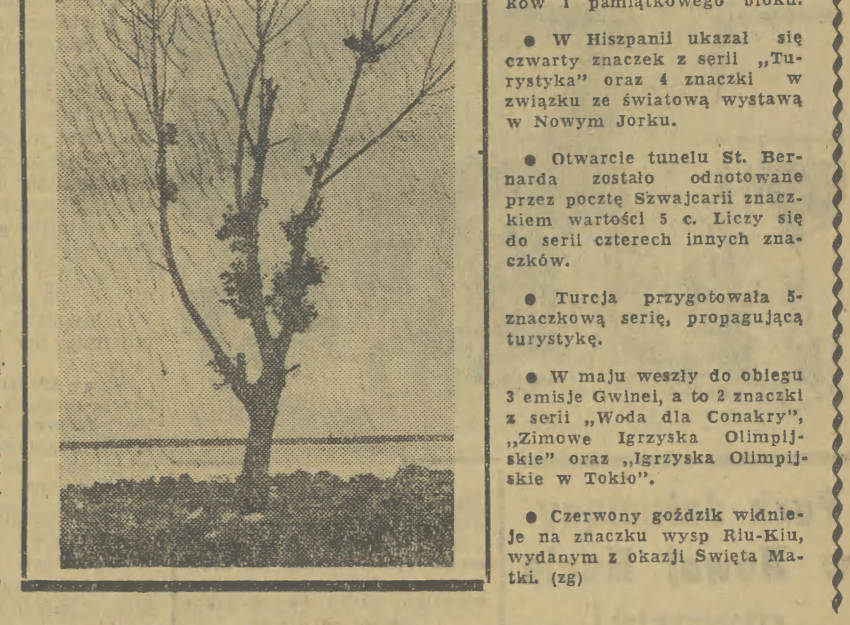 ków i pamiątkowego bloku.
● W Hiszpanii ukazał się
czwarty znaczek z serii „Tu-
rystyka” oraz 4 znaczki w
związku ze światową wystawą
w Nowym Jorku.
● Otwarcie tunelu St. Ber-
narda zostało odnotowane
przez pocztę Szwajcarii znacz-
kiem wartości 5 c. Liczy się
do serii czterech innych zna-
czków.
● Turcja przygotowała 5-
znaczkową serię, propagującą
turystykę.
● W maju weszły do obiegu
3 emisje Gwinei, a to 2 znaczki
z serii „Woda dla Conakry”,
„Zimowe Igrzyska Olimpij-
skie” oraz „Igrzyska Olimpij-
skie w Tokio”.
● Czerwony goździk widnie-
je na znaczku wysp Riu-Kiu,
wydanym z okazji Swięta Ma-
tki. (zg)